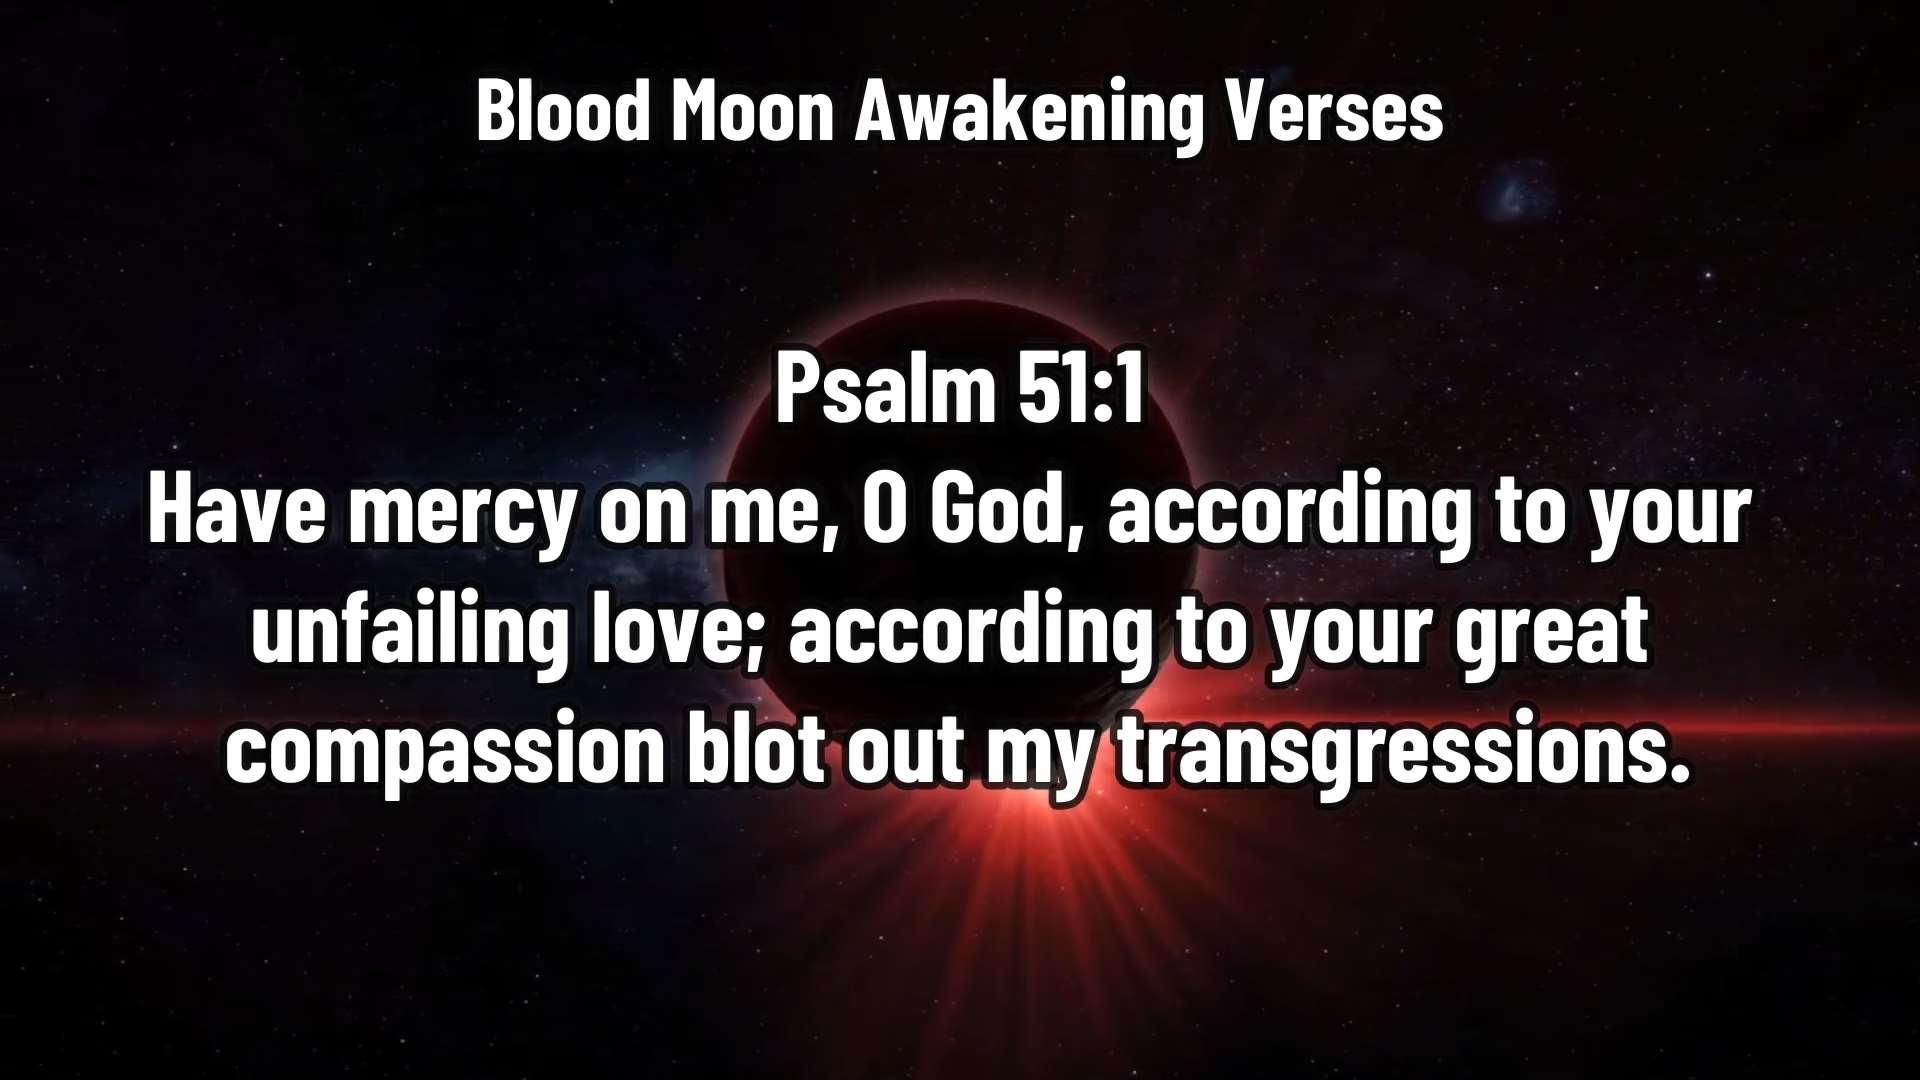 Blood Moon Awakening Verses
Psalm 51:1
Have mercy on me, O God, according to your
unfailing love; according to your great
compassion blot out my transgressions.